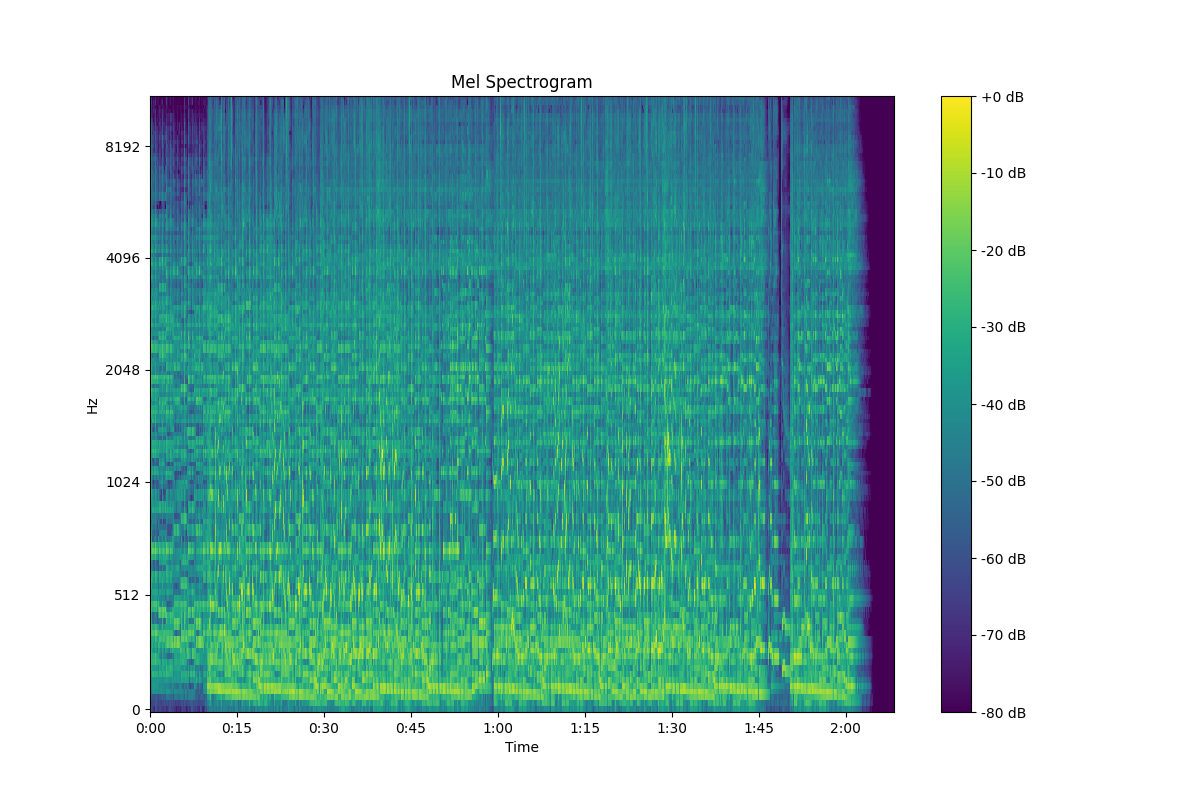 Mel Spectrogram
Hz
8192
4096
2048
1024
512
0
0:00 0:15 0:30 0:45 1:00 1:15 1:30 1:45 2:00
Time
+0 dB
-10 dB
-20 dB
-30 dB
-40 dB
-50 dB
-60 dB
-70 dB
-80 dB